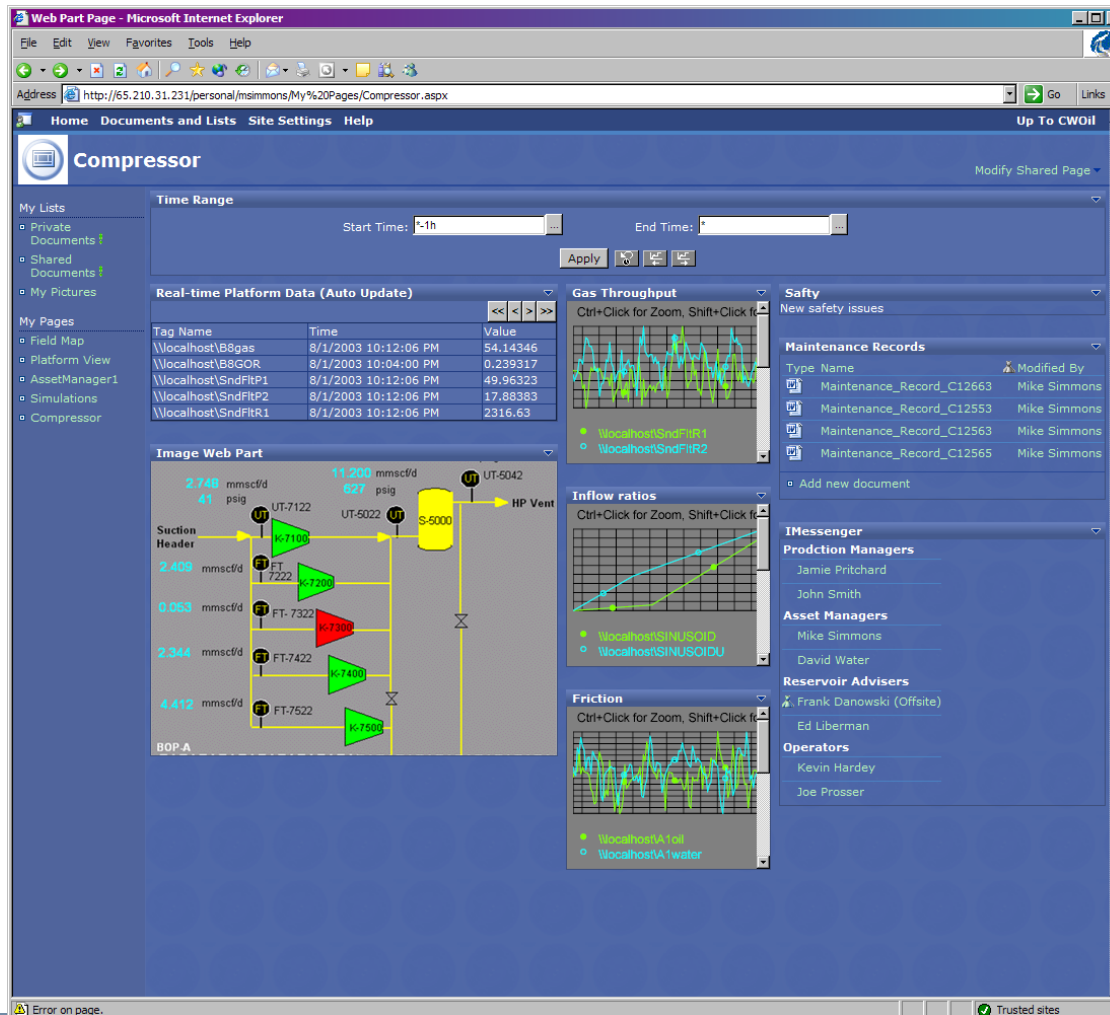 Web Part Page - Microsoft Internet Explorer
File Edit View Favorites Tools Help
Address http://65.210.31.231/personal/msimmons/My%20Pages/Compressor.aspx Go Links
Home Documents and Lists Site Settings Help Up To CWOil
Compressor
Modify Shared Page
My Lists
Private
Documents
Shared
Documents
My Pictures
My Pages
Field Map
Platform View
AssetManager1
Simulations
Compressor
Time Range
Start Time: *-1h ... End Time: * ...
Apply
Real-time Platform Data (Auto Update)
<< < > >>
Tag Name Time Value
\\localhost\B8gas 8/1/2003 10:12:06 PM 54.14346
\\localhost\B8GOR 8/1/2003 10:04:00 PM 0.239317
\\localhost\SndFltP1 8/1/2003 10:12:06 PM 49.96323
\\localhost\SndFltP2 8/1/2003 10:12:06 PM 17.88383
\\localhost\SndFltR1 8/1/2003 10:12:06 PM 2316.63
Image Web Part
2.748 mmscf/d 11.200 mmscf/d UT UT-5042
41 psig 627 psig
UT UT-7122 UT-5022 UT S-5000 HP Vent
Suction
Header
K-7100
2.409 mmscf/d FT FT
7222
K-7200
0.063 mmscf/d FT FT- 7322
K-7300
2.344 mmscf/d FT FT-7422
K-7400
4.412 mmscf/d FT FT-7522
K-7500
BOP-A
Gas Throughput
Ctrl+Click for Zoom, Shift+Click fo
\\localhost\SndFltR1
\\localhost\SndFltR2
Inflow ratios
Ctrl+Click for Zoom, Shift+Click fo
\\localhost\SINUSOID
\\localhost\SINUSOIDU
Friction
Ctrl+Click for Zoom, Shift+Click fo
\\localhost\A1oil
\\localhost\A1water
Safty
New safety issues
Maintenance Records
Type Name Modified By
Maintenance_Record_C12663 Mike Simmons
Maintenance_Record_C12553 Mike Simmons
Maintenance_Record_C12563 Mike Simmons
Maintenance_Record_C12565 Mike Simmons
Add new document
IMessenger
Prodction Managers
Jamie Pritchard
John Smith
Asset Managers
Mike Simmons
David Water
Reservoir Advisers
Frank Danowski (Offsite)
Ed Liberman
Operators
Kevin Hardey
Joe Prosser
Error on page. Trusted sites